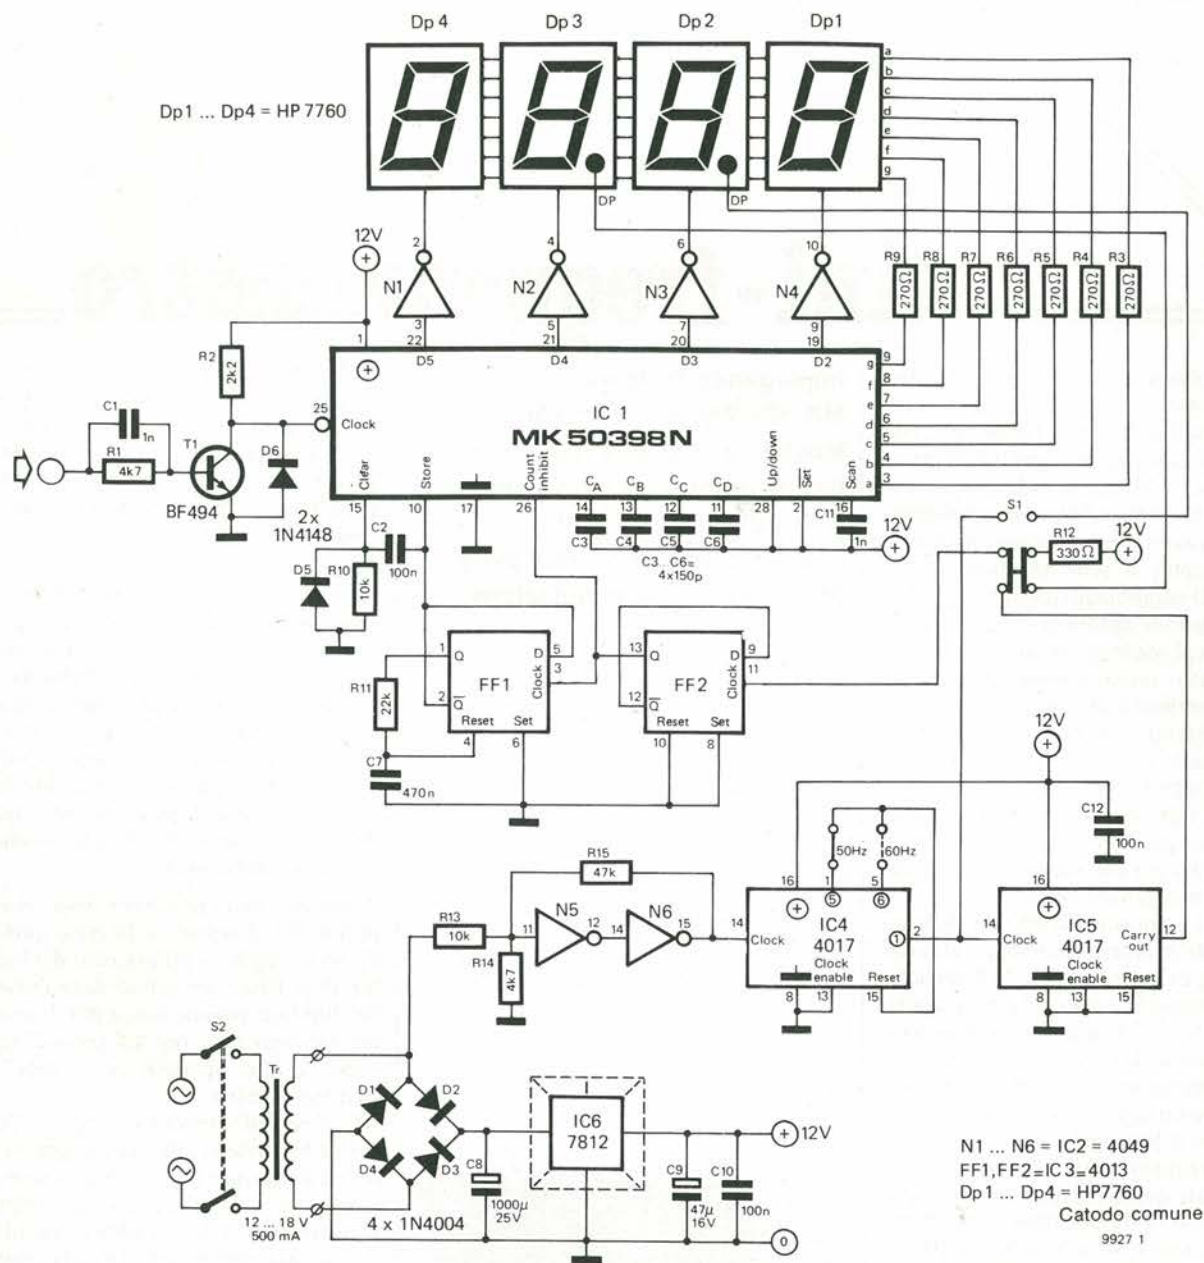 Dp4 Dp3 Dp2 Dp1
Dp1 ... Dp4 = HP 7760
a
b
c
d
e
f
g
DP DP
12V
2 4 6 10
N1 N2 N3 N4
3 5 7 9
1 22 21 20 19
R9 R8 R7 R6 R5 R4 R3
270Ω 270Ω 270Ω 270Ω 270Ω 270Ω 270Ω
R2
2k2
D5 D4 D3 D2
+
25
Clock
IC 1
MK 50398N
g 9
f 8
e 7
d 6
c 5
b 4
a 3
C1
1n
R1
4k7
T1
BF494
D6
2x
1N4148
Clear Store Count inhibit CA CB CC CD Up/down Set Scan
15 10 17 26 14 13 12 11 28 2 16
C2
100n
C3 C4 C5 C6
C3...C6=
4x150p
C11
1n
12V
D5
R10
10k
S1
R12
330Ω
12V
1 Q D 5
3
Clock
FF1
2 Q
Reset Set
4 6
13 Q D 9
11
Clock
FF2
12 Q
Reset Set
10 8
R11
22k
C7
470n
12V
C12
100n
50Hz 60Hz
R15
47k
R13
10k
R14
4k7
11 N5 12 14 N6 15
16 1 5
+ 5 6
14 Clock
IC4
4017
1 2
Clock enable Reset
8 13 15
16
+
14 Clock
IC5
4017
Carry out 12
Clock enable Reset
8 13 15
S2
Tr
12 ... 18 V
500 mA
D1 D2
D4 D3
4 x 1N4004
C8
1000μ
25V
IC6
7812
C9
47μ
16V
C10
100n
+ 12V
0
N1 ... N6 = IC2 = 4049
FF1,FF2=IC3=4013
Dp1 ... Dp4 = HP7760
Catodo comune
9927 1